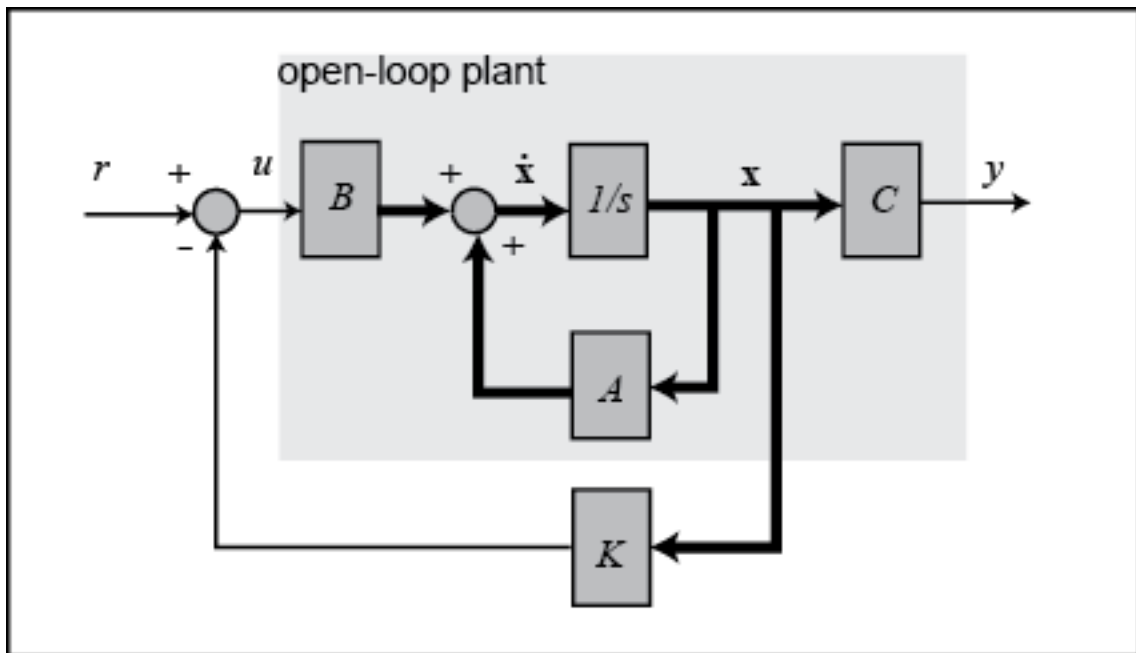 open-loop plant
r
+
-
u
B
+
+
ẋ
1/s
x
C
y
A
K